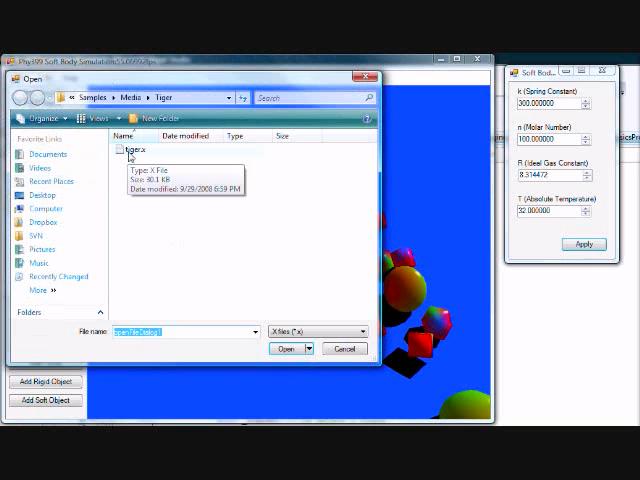 Phy399 Soft Body Simulation
Open
Samples Media Tiger
Search
Organize Views New Folder
Favorite Links
Documents
Videos
Recent Places
Desktop
Computer
Dropbox
SVN
Pictures
Music
Recently Changed
More »
Folders
Name Date modified Type Size
tiger.x
Type: X File
Size: 30.1 KB
Date modified: 9/29/2008 6:59 PM
File name: openFileDialog1
X files (*.x)
Open Cancel
Add Rigid Object
Add Soft Object
Soft Bod...
k (Spring Constant)
300.000000
n (Molar Number)
100.000000
R (Ideal Gas Constant)
8.314472
T (Absolute Temperature)
32.000000
Apply